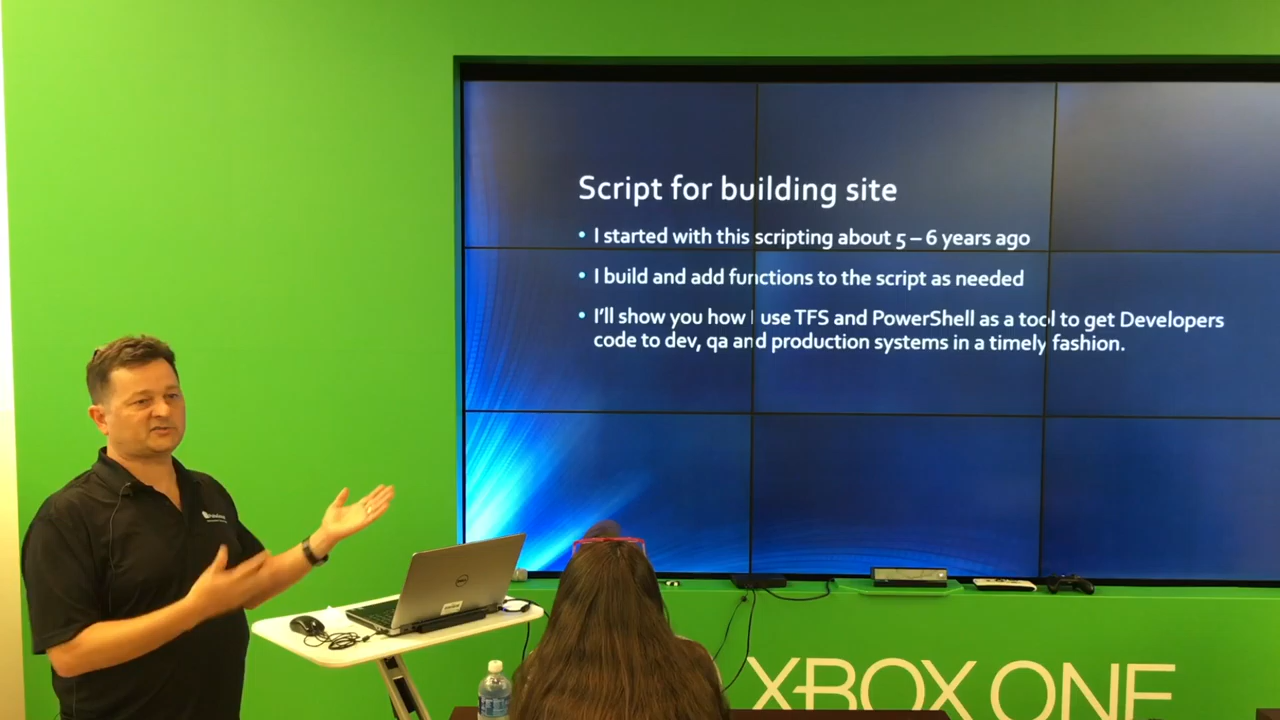 Script for building site
• I started with this scripting about 5 – 6 years ago
• I build and add functions to the script as needed
• I'll show you how I use TFS and PowerShell as a tool to get Developers
code to dev, qa and production systems in a timely fashion.
DELL
XBOX ONE